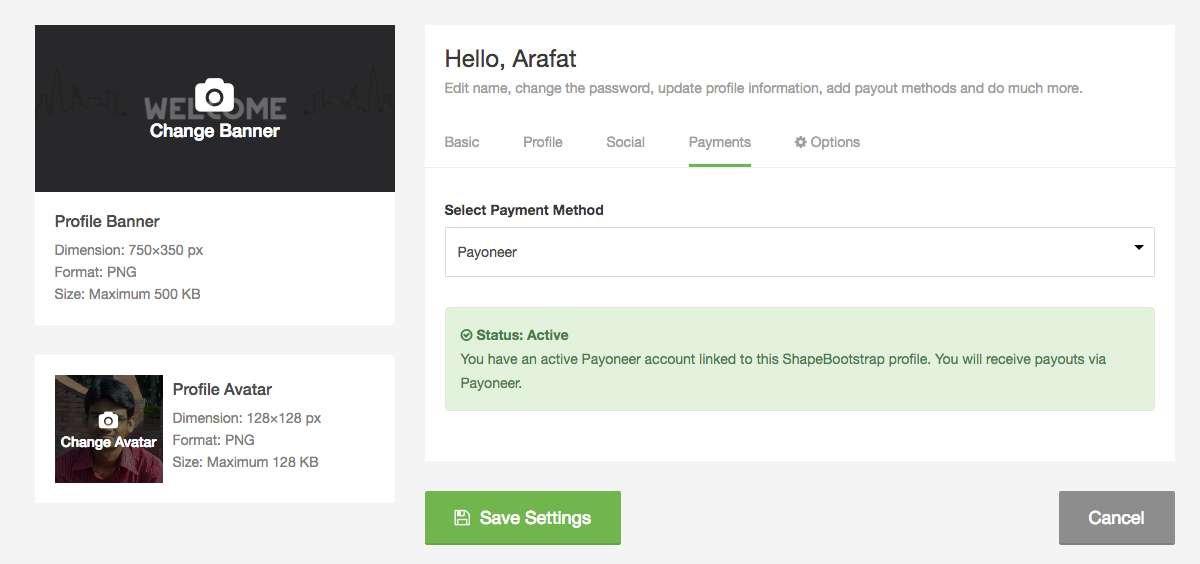 WELCOME
Change Banner
Profile Banner
Dimension: 750×350 px
Format: PNG
Size: Maximum 500 KB
Change Avatar
Profile Avatar
Dimension: 128×128 px
Format: PNG
Size: Maximum 128 KB
Hello, Arafat
Edit name, change the password, update profile information, add payout methods and do much more.
Basic Profile Social Payments Options
Select Payment Method
Payoneer
Status: Active
You have an active Payoneer account linked to this ShapeBootstrap profile. You will receive payouts via
Payoneer.
Save Settings
Cancel